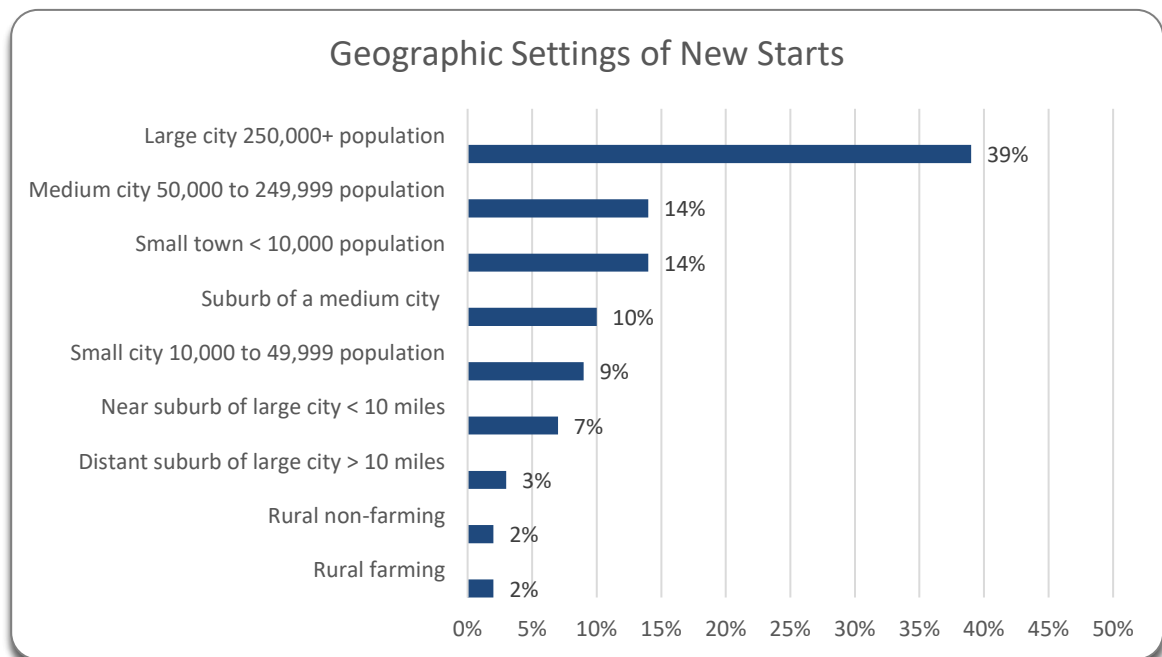 Geographic Settings of New Starts
Large city 250,000+ population
39%
Medium city 50,000 to 249,999 population
14%
Small town < 10,000 population
14%
Suburb of a medium city
10%
Small city 10,000 to 49,999 population
9%
Near suburb of large city < 10 miles
7%
Distant suburb of large city > 10 miles
3%
Rural non-farming
2%
Rural farming
2%
0% 5% 10% 15% 20% 25% 30% 35% 40% 45% 50%